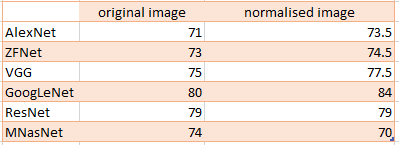 original image normalised image
AlexNet 71 73.5
ZFNet 73 74.5
VGG 75 77.5
GoogLeNet 80 84
ResNet 79 79
MNasNet 74 70